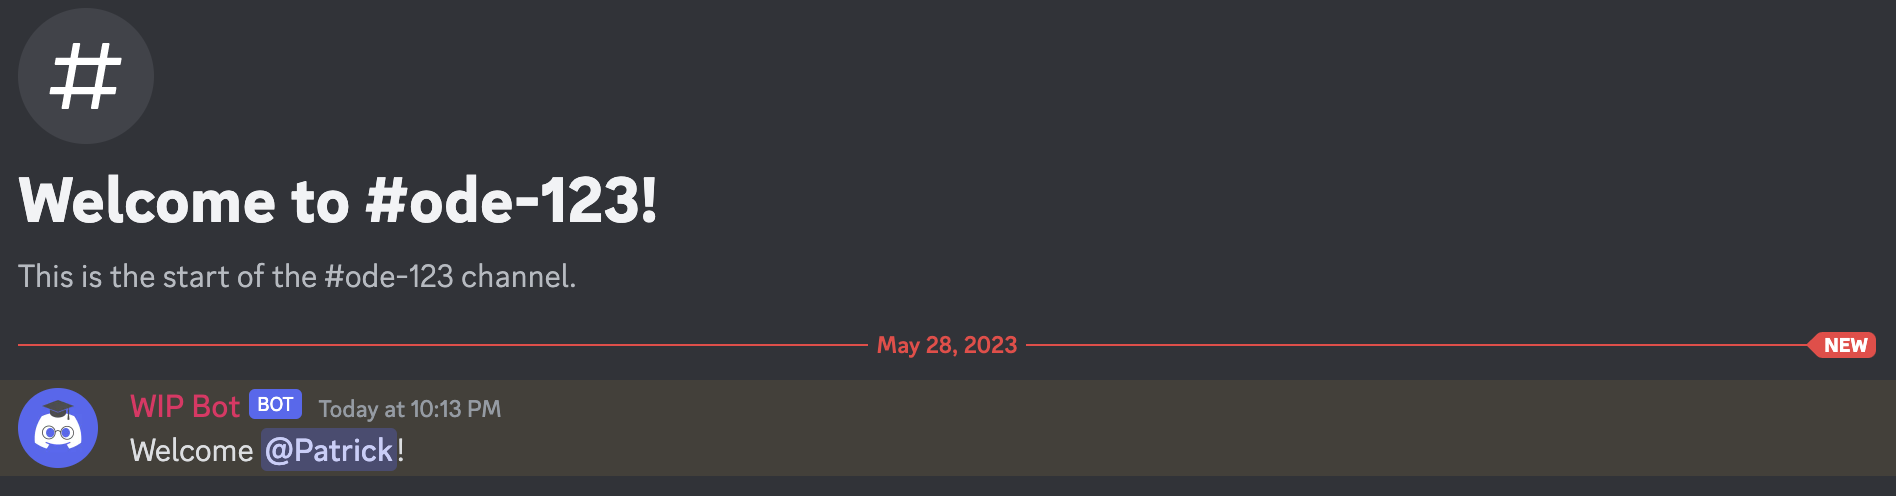 #
Welcome to #ode-123!
This is the start of the #ode-123 channel.
May 28, 2023 NEW
WIP Bot BOT Today at 10:13 PM
Welcome @Patrick!